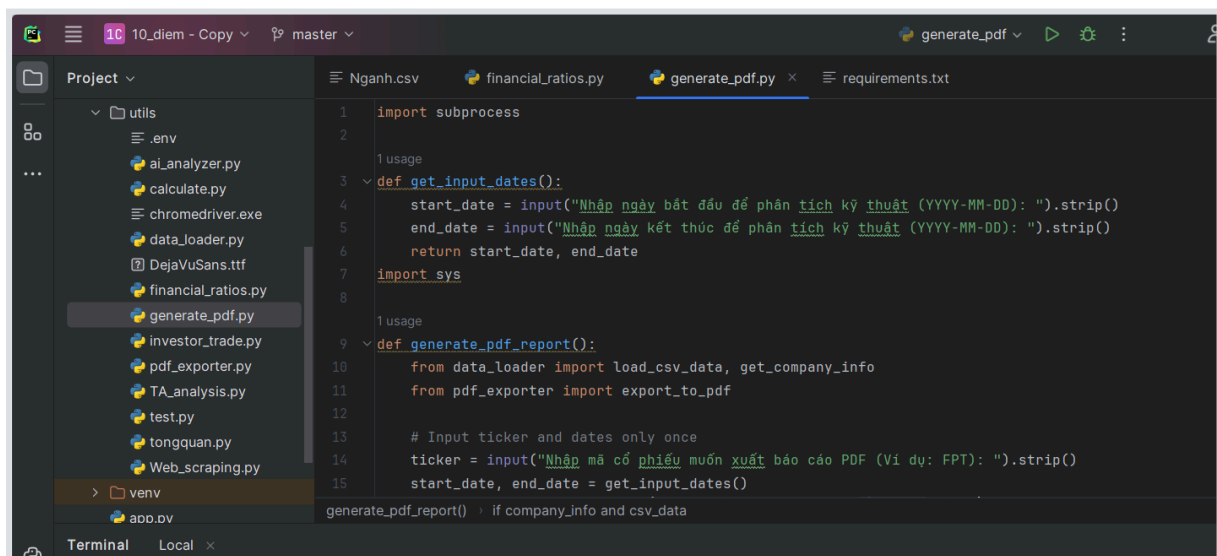 PC
1C 10_diem - Copy master generate_pdf
Project
Nganh.csv financial_ratios.py generate_pdf.py requirements.txt
utils
.env
ai_analyzer.py
calculate.py
chromedriver.exe
data_loader.py
DejaVuSans.ttf
financial_ratios.py
generate_pdf.py
investor_trade.py
pdf_exporter.py
TA_analysis.py
test.py
tongquan.py
Web_scraping.py
venv
app.py
1 import subprocess
2
1 usage
3 def get_input_dates():
4 start_date = input("Nhập ngày bắt đầu để phân tích kỹ thuật (YYYY-MM-DD): ").strip()
5 end_date = input("Nhập ngày kết thúc để phân tích kỹ thuật (YYYY-MM-DD): ").strip()
6 return start_date, end_date
7 import sys
8
1 usage
9 def generate_pdf_report():
10 from data_loader import load_csv_data, get_company_info
11 from pdf_exporter import export_to_pdf
12
13 # Input ticker and dates only once
14 ticker = input("Nhập mã cổ phiếu muốn xuất báo cáo PDF (Ví dụ: FPT): ").strip()
15 start_date, end_date = get_input_dates()
generate_pdf_report() › if company_info and csv_data
Terminal Local